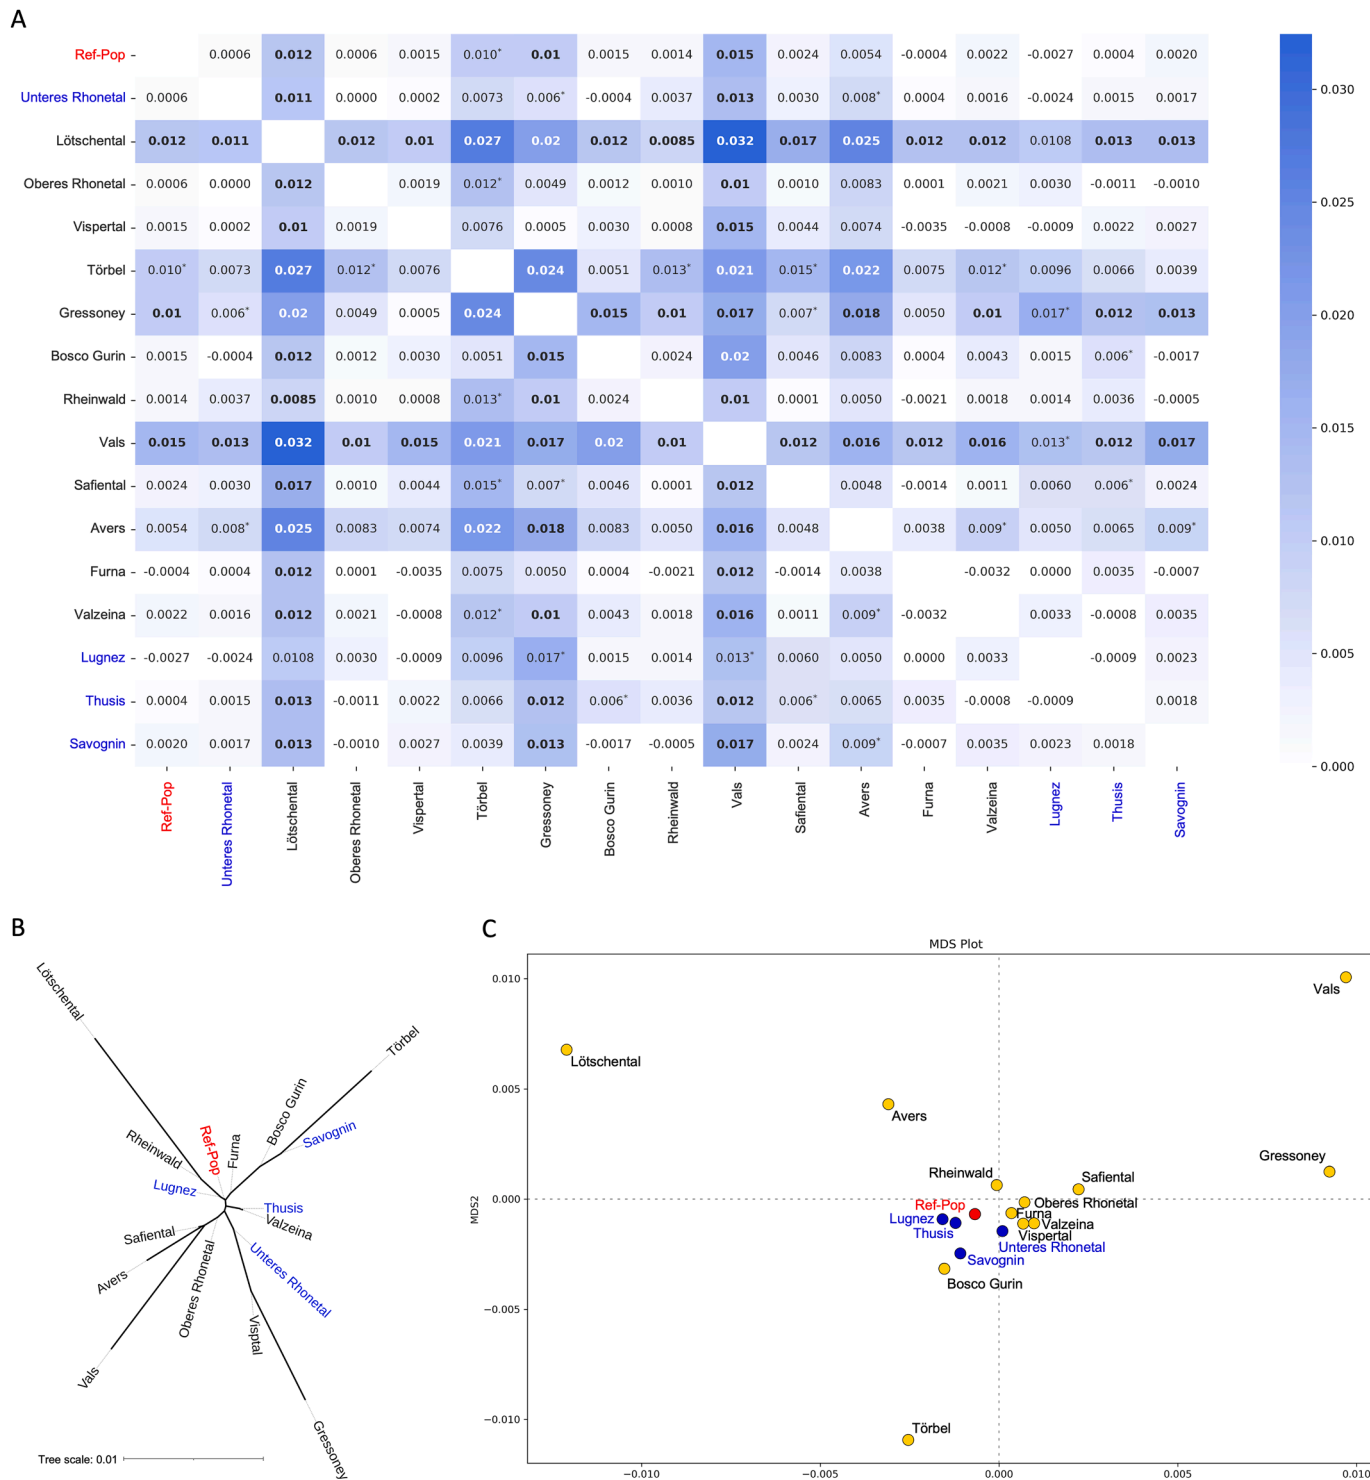 A
Ref-Pop 0.0006 0.012 0.0006 0.0015 0.010* 0.01 0.0015 0.0014 0.015 0.0024 0.0054 -0.0004 0.0022 -0.0027 0.0004 0.0020
Unteres Rhonetal 0.0006 0.011 0.0000 0.0002 0.0073 0.006* -0.0004 0.0037 0.013 0.0030 0.008* 0.0004 0.0016 -0.0024 0.0015 0.0017
Lötschental 0.012 0.011 0.012 0.01 0.027 0.02 0.012 0.0085 0.032 0.017 0.025 0.012 0.012 0.0108 0.013 0.013
Oberes Rhonetal 0.0006 0.0000 0.012 0.0019 0.012* 0.0049 0.0012 0.0010 0.01 0.0010 0.0083 0.0001 0.0021 0.0030 -0.0011 -0.0010
Vispertal 0.0015 0.0002 0.01 0.0019 0.0076 0.0005 0.0030 0.0008 0.015 0.0044 0.0074 -0.0035 -0.0008 -0.0009 0.0022 0.0027
Törbel 0.010* 0.0073 0.027 0.012* 0.0076 0.024 0.0051 0.013* 0.021 0.015* 0.022 0.0075 0.012* 0.0096 0.0066 0.0039
Gressoney 0.01 0.006* 0.02 0.0049 0.0005 0.024 0.015 0.01 0.017 0.007* 0.018 0.0050 0.01 0.017* 0.012 0.013
Bosco Gurin 0.0015 -0.0004 0.012 0.0012 0.0030 0.0051 0.015 0.0024 0.02 0.0046 0.0083 0.0004 0.0043 0.0015 0.006* -0.0017
Rheinwald 0.0014 0.0037 0.0085 0.0010 0.0008 0.013* 0.01 0.0024 0.01 0.0001 0.0050 -0.0021 0.0018 0.0014 0.0036 -0.0005
Vals 0.015 0.013 0.032 0.01 0.015 0.021 0.017 0.02 0.01 0.012 0.016 0.012 0.016 0.013* 0.012 0.017
Safiental 0.0024 0.0030 0.017 0.0010 0.0044 0.015* 0.007* 0.0046 0.0001 0.012 0.0048 -0.0014 0.0011 0.0060 0.006* 0.0024
Avers 0.0054 0.008* 0.025 0.0083 0.0074 0.022 0.018 0.0083 0.0050 0.016 0.0048 0.0038 0.009* 0.0050 0.0065 0.009*
Furna -0.0004 0.0004 0.012 0.0001 -0.0035 0.0075 0.0050 0.0004 -0.0021 0.012 -0.0014 0.0038 -0.0032 0.0000 0.0035 -0.0007
Valzeina 0.0022 0.0016 0.012 0.0021 -0.0008 0.012* 0.01 0.0043 0.0018 0.016 0.0011 0.009* -0.0032 0.0033 -0.0008 0.0035
Lugnez -0.0027 -0.0024 0.0108 0.0030 -0.0009 0.0096 0.017* 0.0015 0.0014 0.013* 0.0060 0.0050 0.0000 0.0033 -0.0009 0.0023
Thusis 0.0004 0.0015 0.013 -0.0011 0.0022 0.0066 0.012 0.006* 0.0036 0.012 0.006* 0.0065 0.0035 -0.0008 -0.0009 0.0018
Savognin 0.0020 0.0017 0.013 -0.0010 0.0027 0.0039 0.013 -0.0017 -0.0005 0.017 0.0024 0.009* -0.0007 0.0035 0.0023 0.0018
Ref-Pop
Unteres Rhonetal
Lötschental
Oberes Rhonetal
Vispertal
Törbel
Gressoney
Bosco Gurin
Rheinwald
Vals
Safiental
Avers
Furna
Valzeina
Lugnez
Thusis
Savognin
0.030
0.025
0.020
0.015
0.010
0.005
0.000
B
Lötschental
Törbel
Bosco Gurin
Savognin
Ref-Pop
Furna
Rheinwald
Lugnez
Thusis
Valzeina
Safiental
Unteres Rhonetal
Avers
Oberes Rhonetal
Visptal
Vals
Gressoney
Tree scale: 0.01
C
MDS Plot
MDS2
0.010
0.005
0.000
−0.005
−0.010
Vals
Lötschental
Avers
Gressoney
Rheinwald
Safiental
Oberes Rhonetal
Ref-Pop
Furna
Lugnez
Valzeina
Thusis
Vispertal
Unteres Rhonetal
Savognin
Bosco Gurin
Törbel
−0.010
−0.005
0.000
0.005
0.010